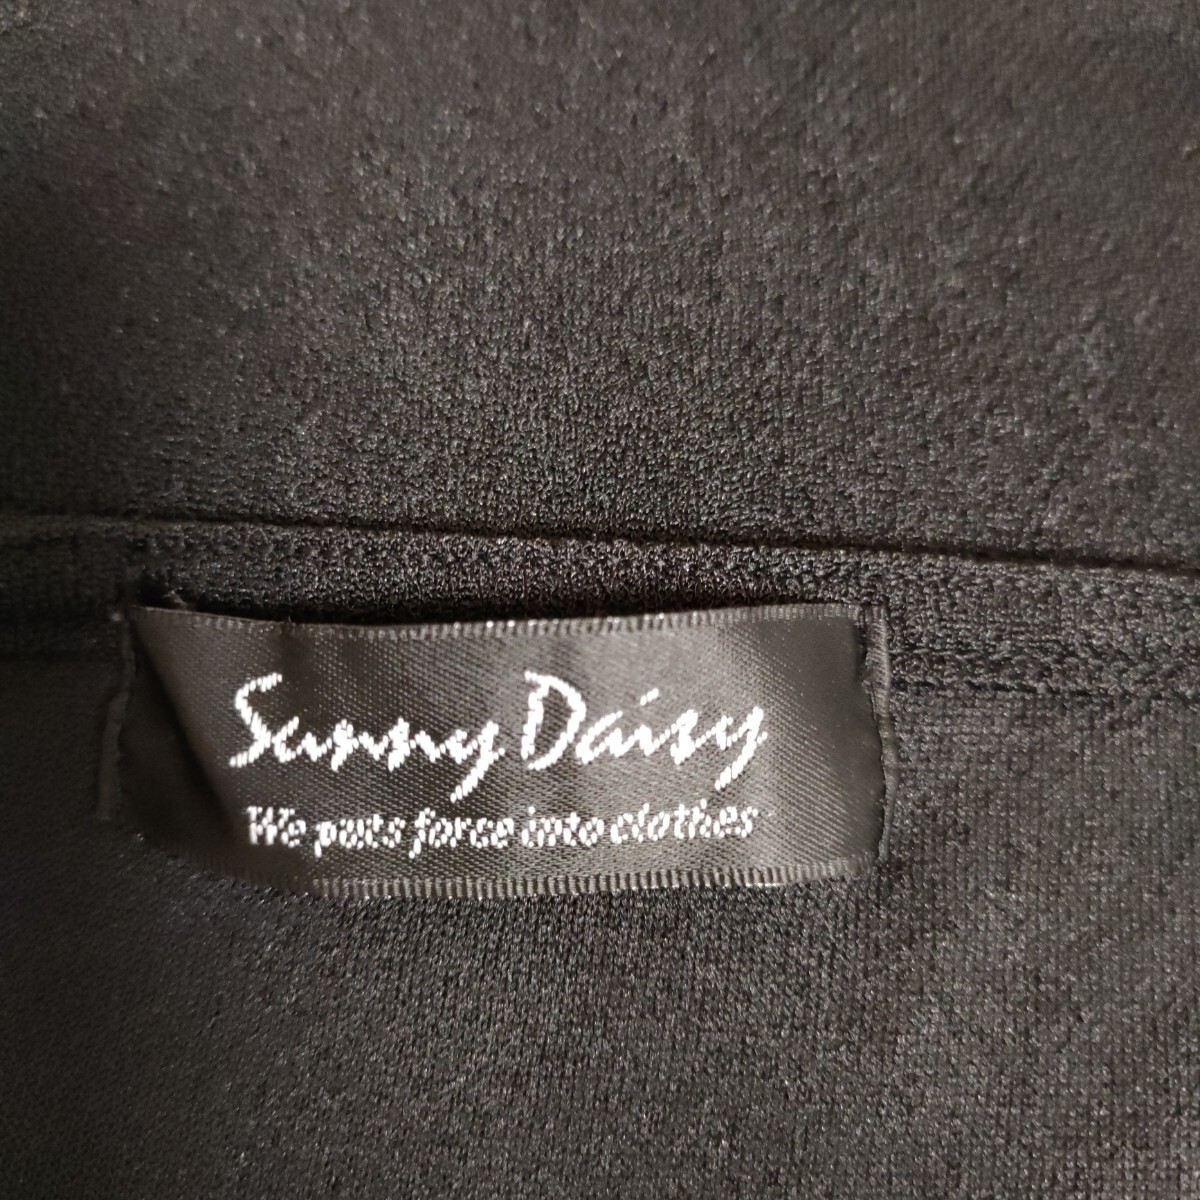 Sunny Daisy
We puts force into clothes